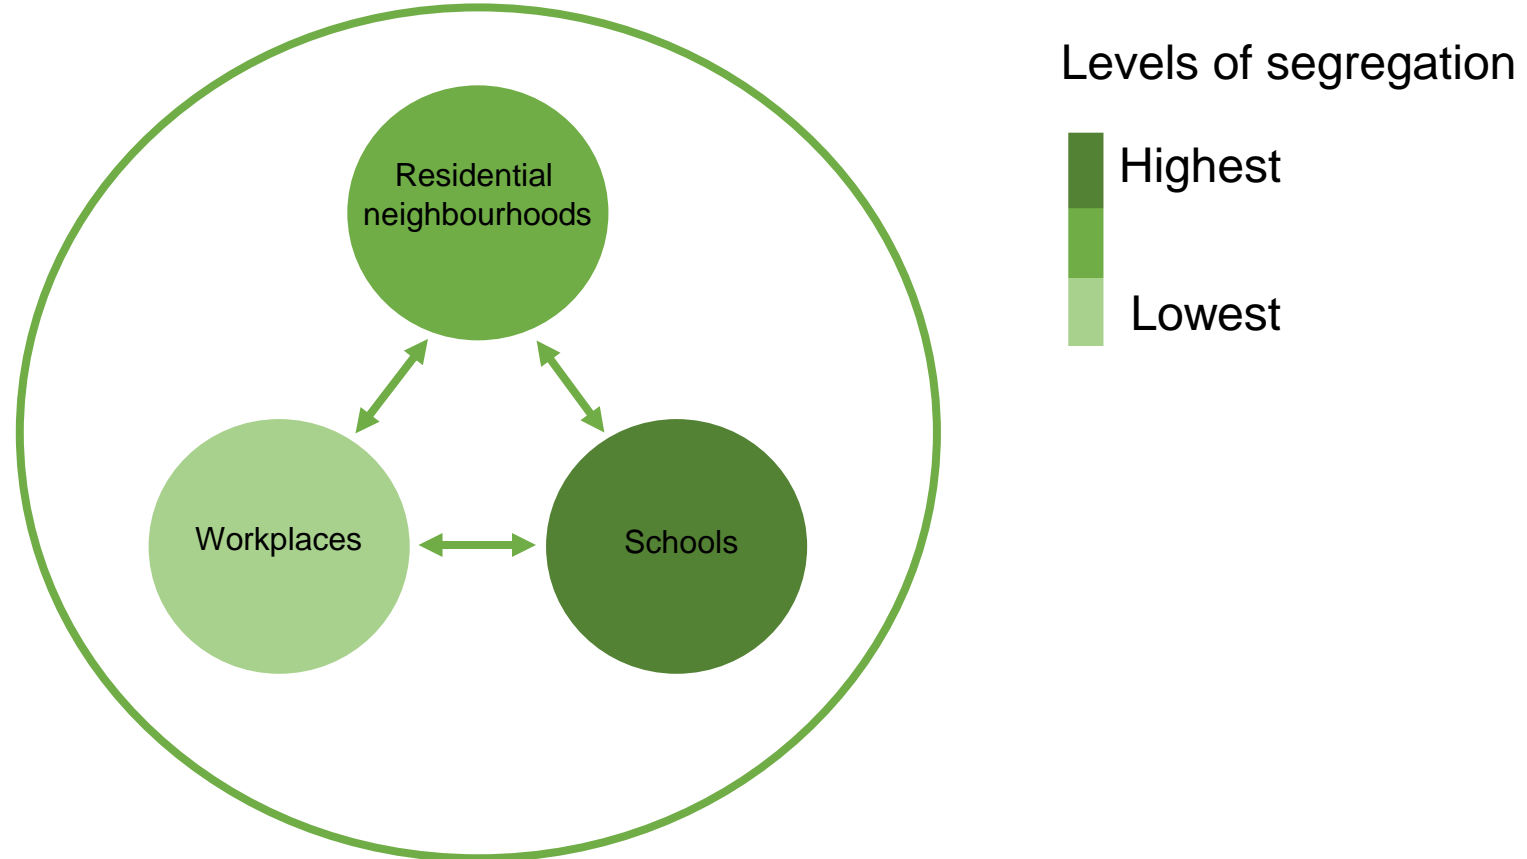 Levels of segregation
Highest
Lowest
Residential
neighbourhoods
Workplaces
Schools